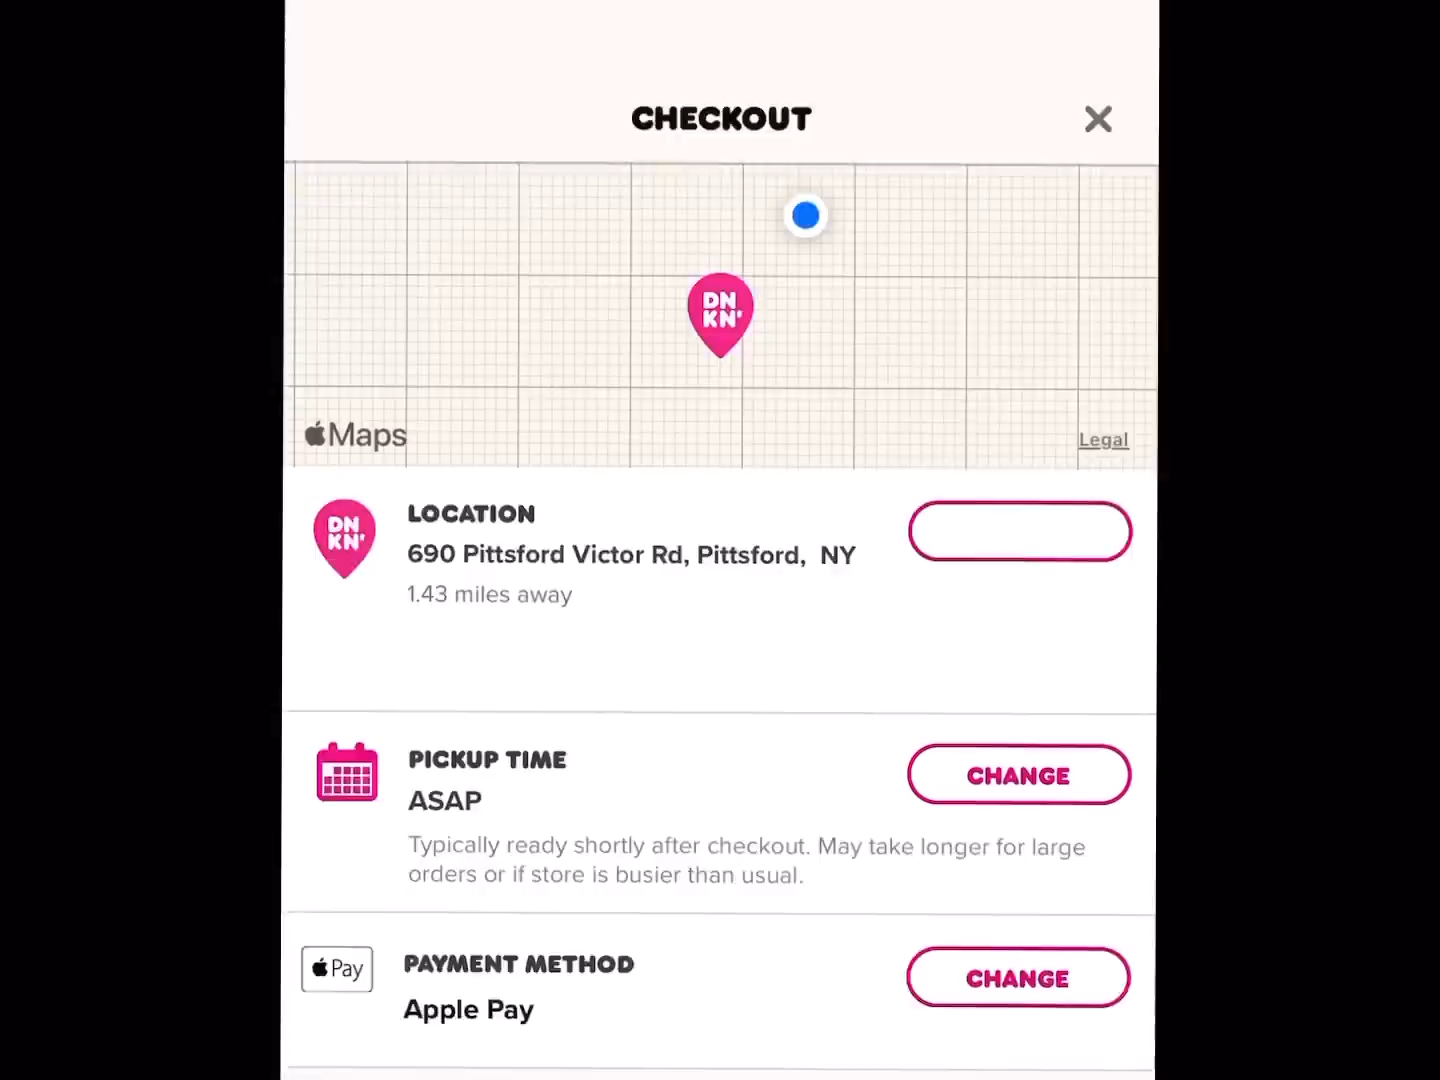 CHECKOUT
DN
KN'
Maps
Legal
DN
KN'
LOCATION
690 Pittsford Victor Rd, Pittsford, NY
1.43 miles away
PICKUP TIME
CHANGE
ASAP
Typically ready shortly after checkout. May take longer for large
orders or if store is busier than usual.
Pay
PAYMENT METHOD
CHANGE
Apple Pay